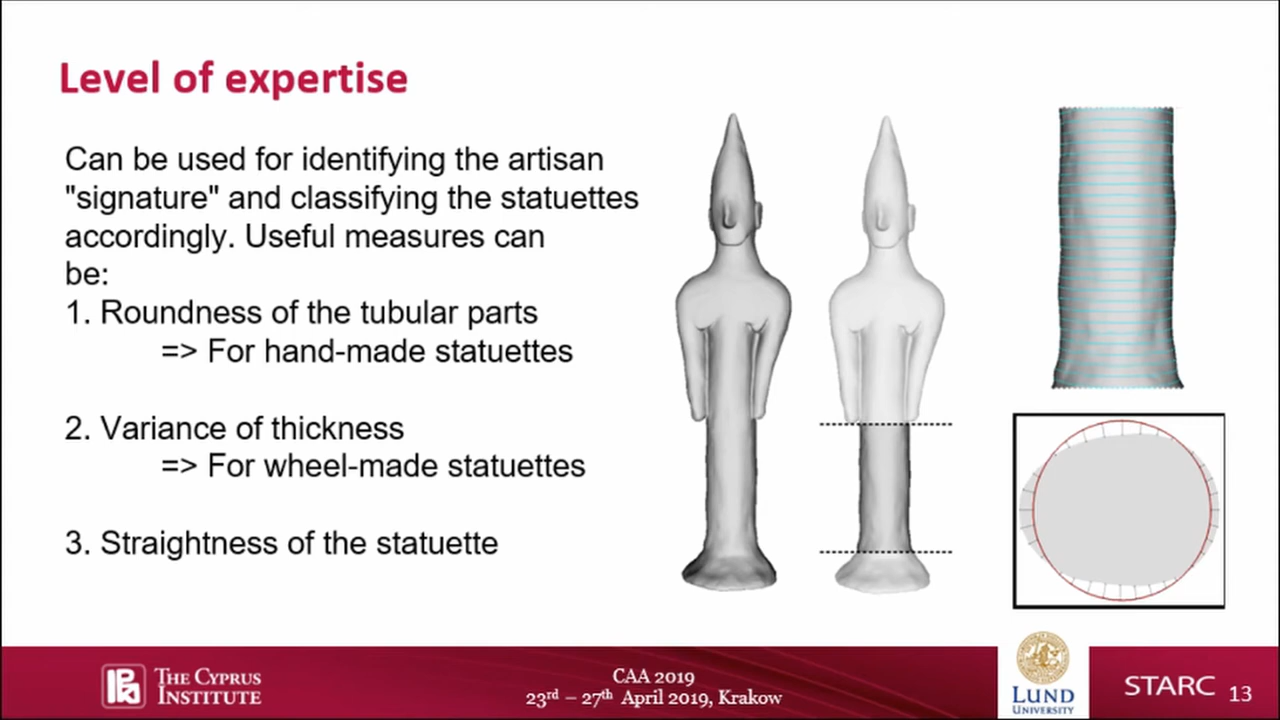 Level of expertise
Can be used for identifying the artisan
"signature" and classifying the statuettes
accordingly. Useful measures can
be:
1. Roundness of the tubular parts
=> For hand-made statuettes
2. Variance of thickness
=> For wheel-made statuettes
3. Straightness of the statuette
THE CYPRUS
INSTITUTE
CAA 2019
23rd – 27th April 2019, Krakow
LUND
UNIVERSITY
STARC
13